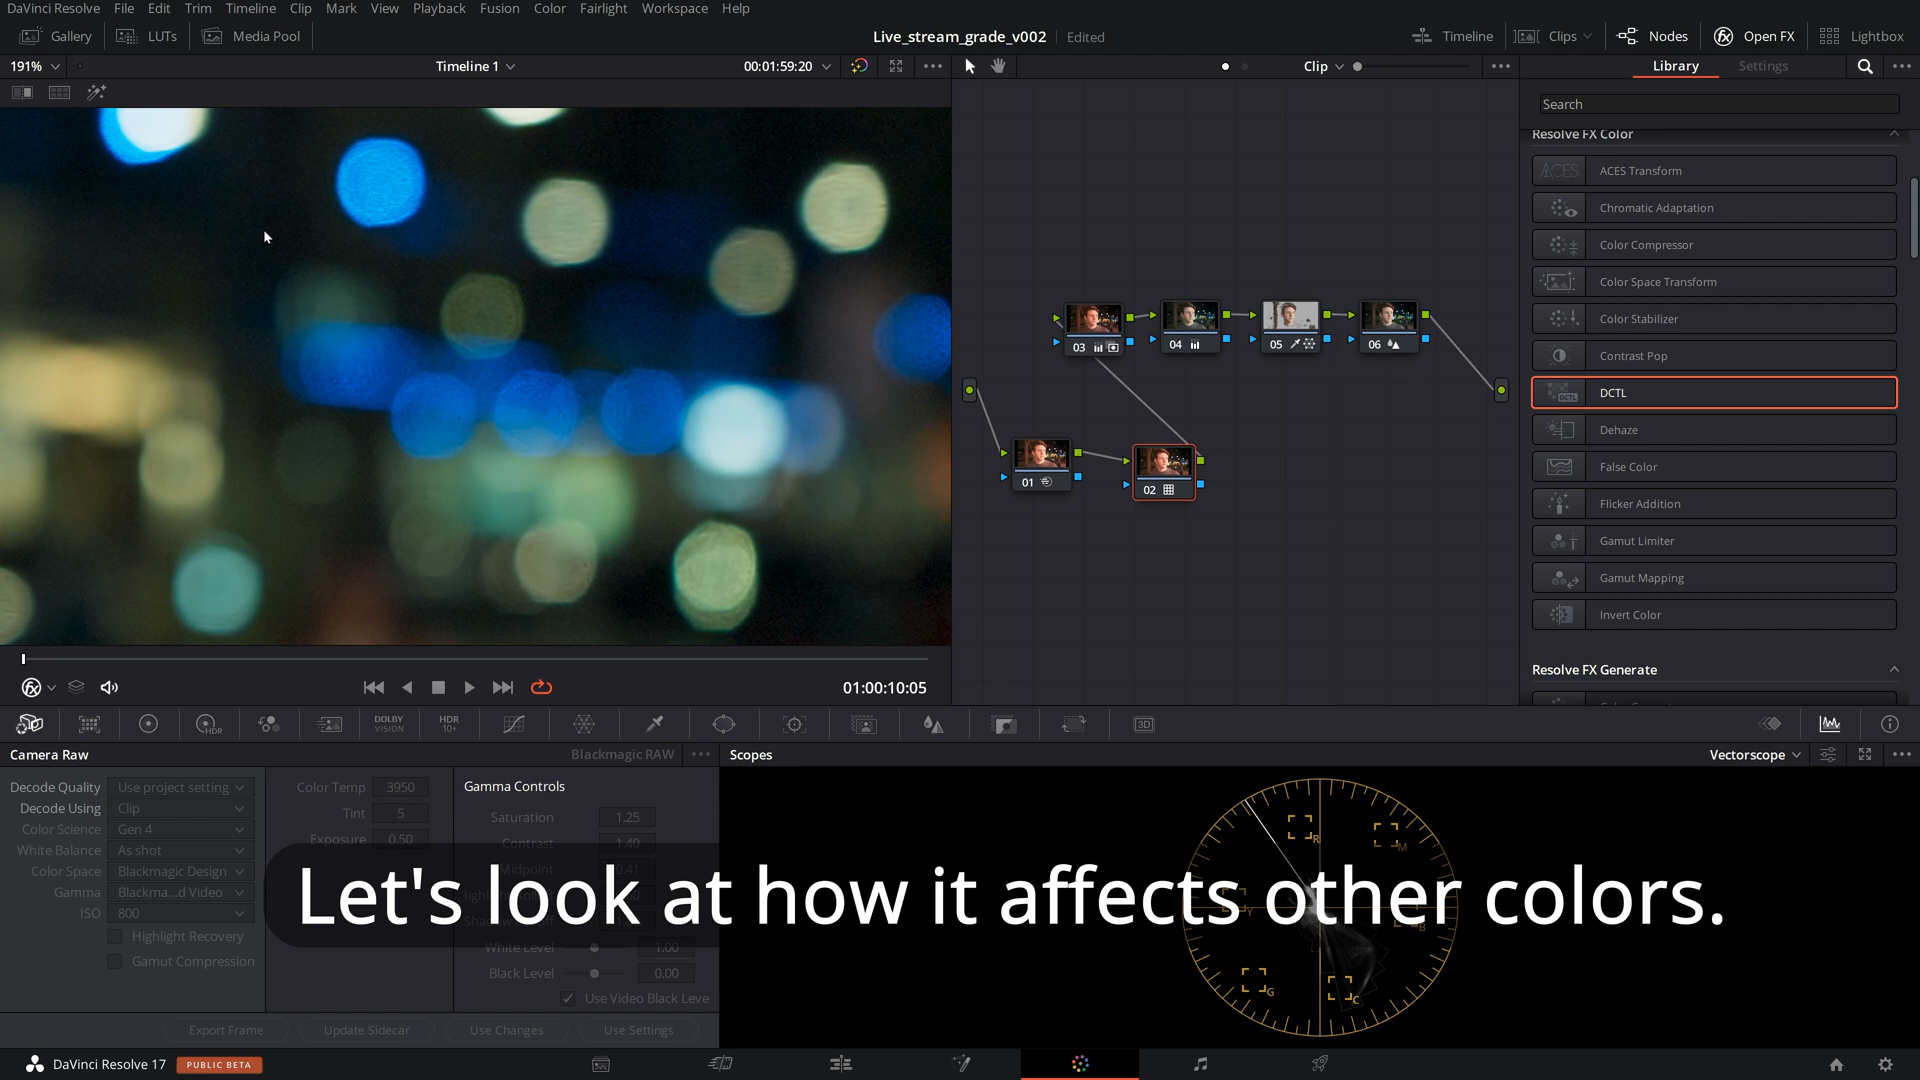 DaVinci Resolve File Edit Trim Timeline Clip Mark View Playback Fusion Color Fairlight Workspace Help
Gallery LUTs Media Pool Live_stream_grade_v002 Edited Timeline Clips Nodes Open FX Lightbox
191% Timeline 1 00:01:59:20 Clip Library Settings
Search
Resolve FX Color
ACES ACES Transform
Chromatic Adaptation
Color Compressor
Color Space Transform
Color Stabilizer
Contrast Pop
DCTL DCTL
Dehaze
False Color
Flicker Addition
Gamut Limiter
Gamut Mapping
Invert Color
Resolve FX Generate
03 04 05 06
01 02
01:00:10:05
HDR DOLBY VISION HDR 10+ 3D
Camera Raw Blackmagic RAW Scopes Vectorscope
Decode Quality Use project setting
Decode Using Clip
Color Science Gen 4
White Balance As shot
Color Space Blackmagic Design
Gamma Blackma...d Video
ISO 800
Highlight Recovery
Gamut Compression
Color Temp 3950
Tint 5
Exposure 0.50
Gamma Controls
Saturation 1.25
Contrast 1.40
Midpoint 0.41
White Level 1.00
Black Level 0.00
Use Video Black Leve
R M Y B G C
Let's look at how it affects other colors.
Export Frame Update Sidecar Use Changes Use Settings
DaVinci Resolve 17 PUBLIC BETA